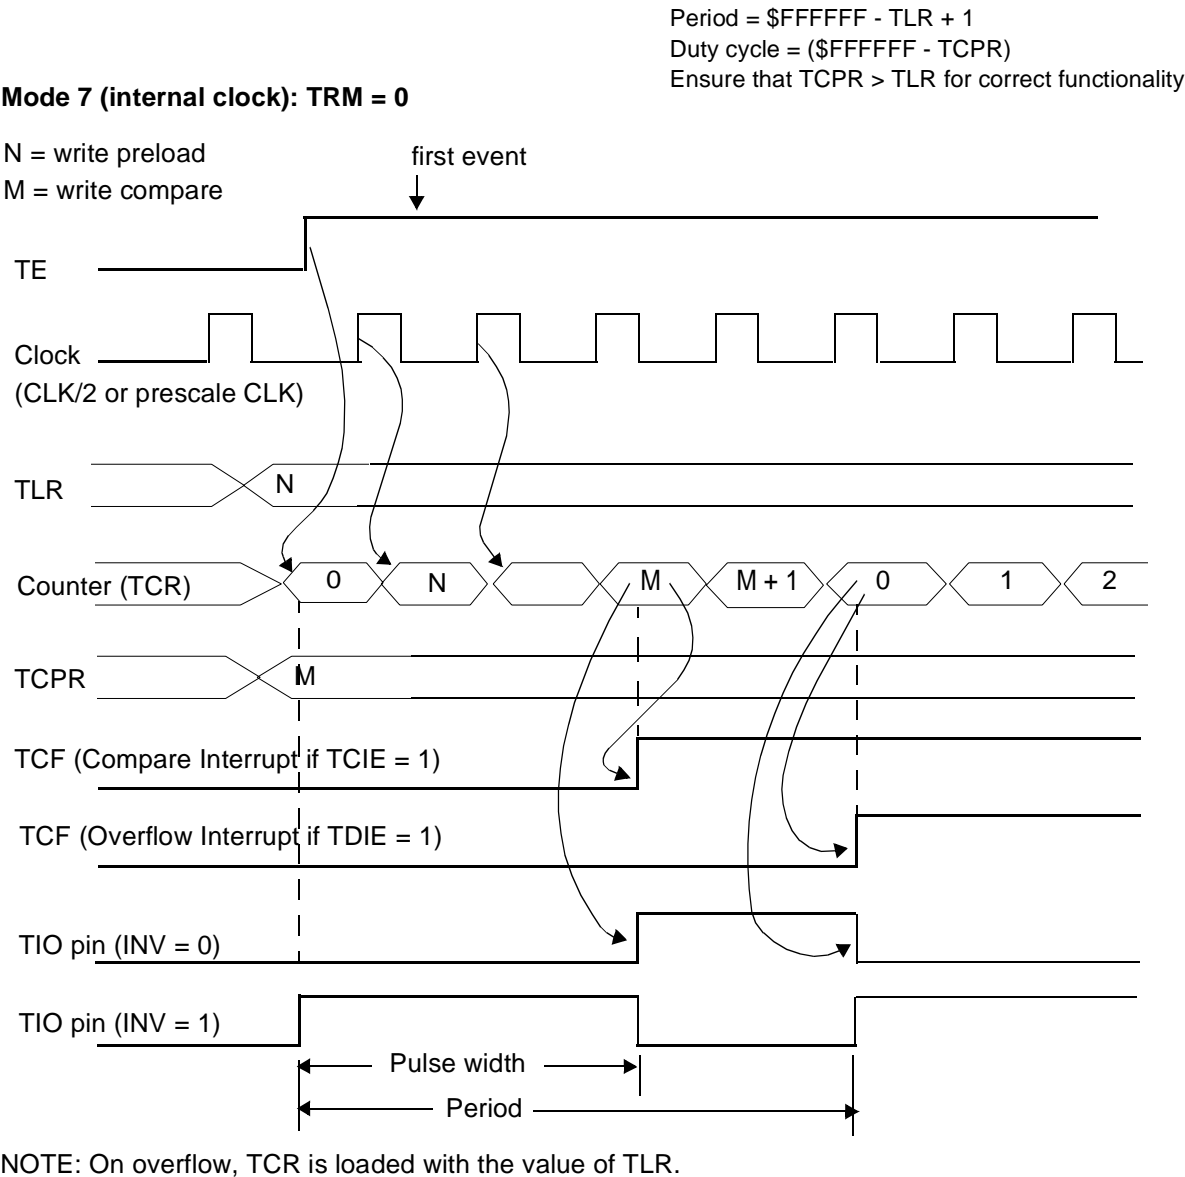 Period = $FFFFFF - TLR + 1
Duty cycle = ($FFFFFF - TCPR)
Ensure that TCPR > TLR for correct functionality
Mode 7 (internal clock): TRM = 0
N = write preload
first event
M = write compare
TE
Clock
(CLK/2 or prescale CLK)
TLR
N
Counter (TCR)
0
N
M
M + 1
0
1
2
TCPR
M
TCF (Compare Interrupt if TCIE = 1)
TCF (Overflow Interrupt if TDIE = 1)
TIO pin (INV = 0)
TIO pin (INV = 1)
Pulse width
Period
NOTE: On overflow, TCR is loaded with the value of TLR.